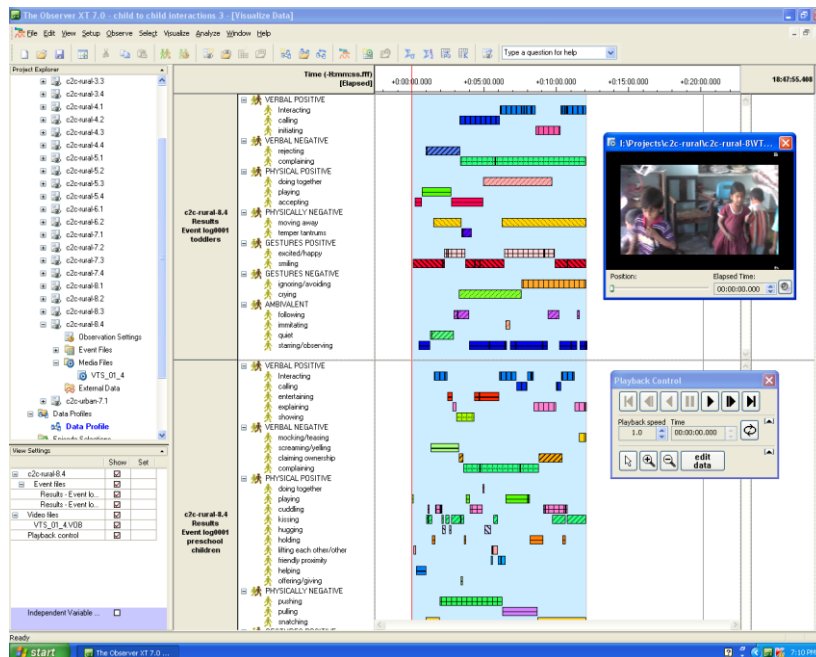 The Observer XT 7.0 - child to child interactions 3 - [Visualize Data]
File Edit View Setup Observe Select Visualize Analyze Window Help
Type a question for help
Project Explorer
c2c-rural-3.3
c2c-rural-3.4
c2c-rural-4.1
c2c-rural-4.2
c2c-rural-4.3
c2c-rural-4.4
c2c-rural-5.1
c2c-rural-5.2
c2c-rural-5.3
c2c-rural-5.4
c2c-rural-6.1
c2c-rural-6.2
c2c-rural-7.1
c2c-rural-7.2
c2c-rural-7.3
c2c-rural-7.4
c2c-rural-8.1
c2c-rural-8.2
c2c-rural-8.3
c2c-rural-8.4
Observation Settings
Event Files
Media Files
VTS_01_4
External Data
c2c-urban-7.1
Data Profiles
Data Profile
Episode Selections
View Settings
Show Set
c2c-rural-8.4
Event files
Results - Event lo...
Results - Event lo...
Video files
VTS_01_4.VOB
Playback control
Independent Variable ...
Time (-H:mm:ss.fff)
[Elapsed]
+0:00:00.000 +0:05:00.000 +0:10:00.000 +0:15:00.000 +0:20:00.000
18:47:55.408
c2c-rural-8.4
Results
Event log0001
toddlers
VERBAL POSITIVE
Interacting
calling
initiating
VERBAL NEGATIVE
rejecting
complaining
PHYSICAL POSITIVE
doing together
playing
accepting
PHYSICALLY NEGATIVE
moving away
temper tantrums
GESTURES POSITIVE
excited/happy
smiling
GESTURES NEGATIVE
ignoring/avoiding
crying
AMBIVALENT
following
immitating
quiet
starring/observing
c2c-rural-8.4
Results
Event log0001
preschool
children
VERBAL POSITIVE
Interacting
calling
entertaining
explaining
showing
VERBAL NEGATIVE
mocking/teasing
screaming/yelling
claiming ownership
complaining
PHYSICAL POSITIVE
doing together
playing
cuddling
kissing
hugging
holding
lifting each other/other
friendly proximity
helping
offering/giving
PHYSICALLY NEGATIVE
pushing
pulling
snatching
I:\Projects\c2c-rural\c2c-rural-8\VT...
Position:
Elapsed Time:
00:00:00.000
Playback Control
Playback speed Time
1.0 00:00:00.000
edit
data
Ready
start
The Observer XT 7.0 ...
7:10 PM